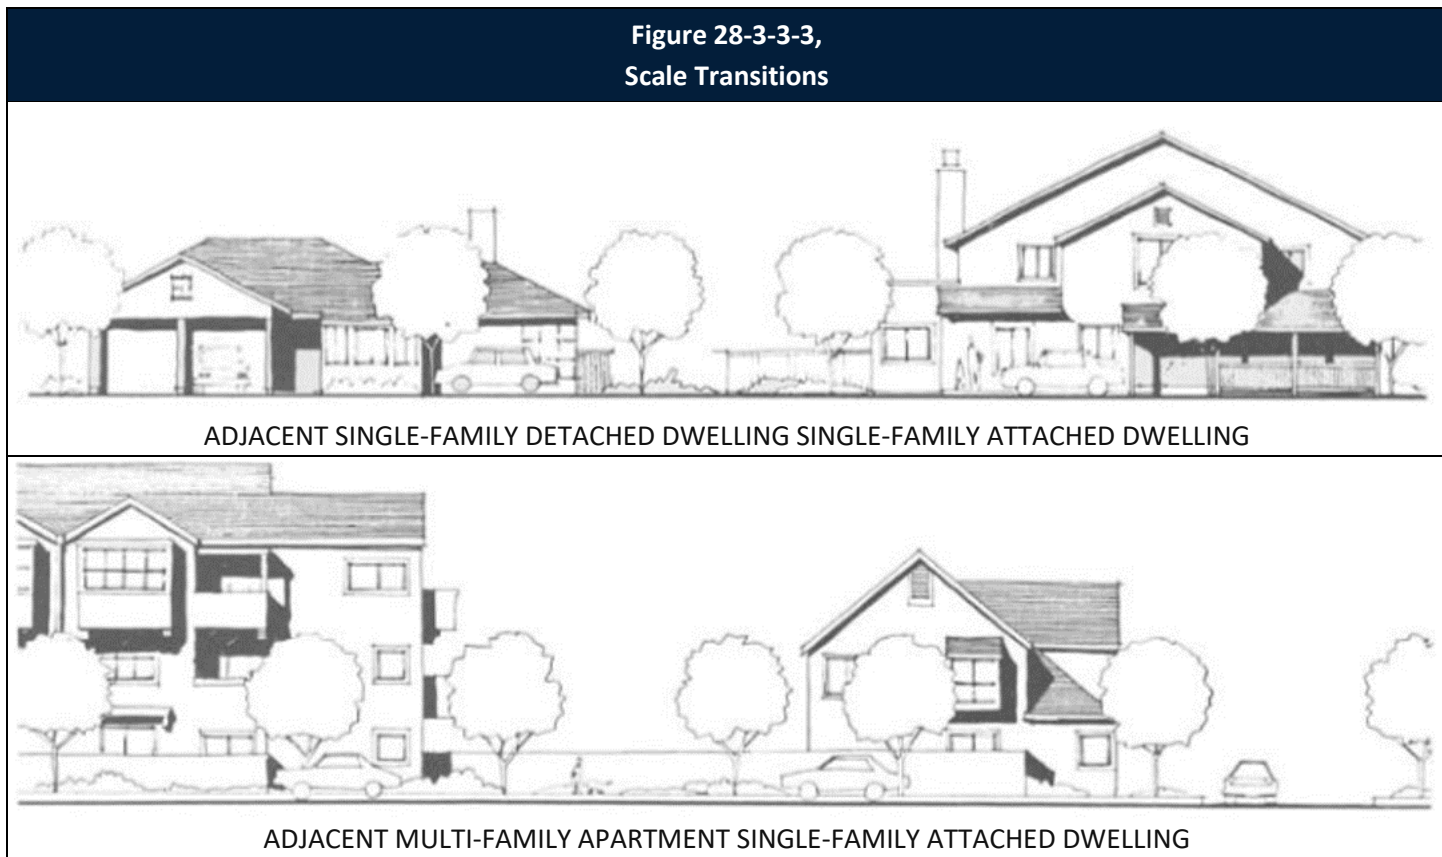 Figure 28-3-3-3,
Scale Transitions
ADJACENT SINGLE-FAMILY DETACHED DWELLING SINGLE-FAMILY ATTACHED DWELLING
ADJACENT MULTI-FAMILY APARTMENT SINGLE-FAMILY ATTACHED DWELLING